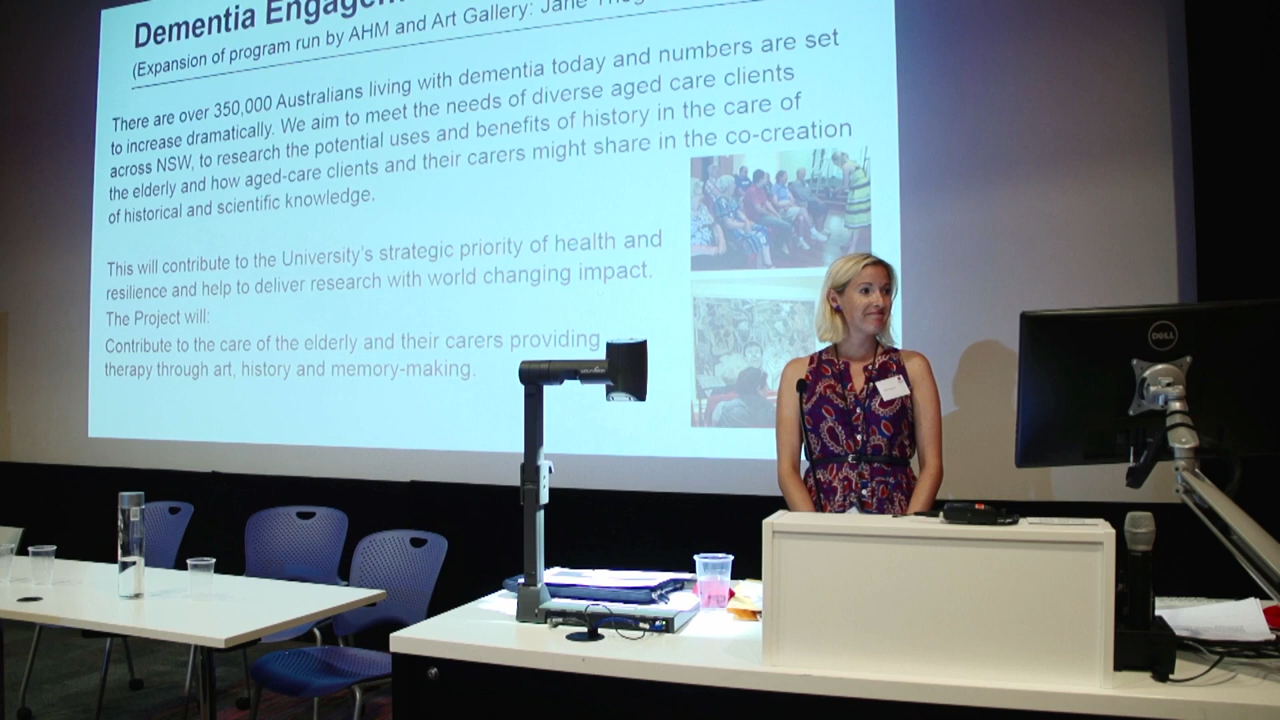 Dementia
(Expansion of program run by AHM and Art Gallery: Jane
There are over 350,000 Australians living with dementia today and numbers are set
to increase dramatically. We aim to meet the needs of diverse aged care clients
across NSW, to research the potential uses and benefits of history in the care of
the elderly and how aged-care clients and their carers might share in the co-creation
of historical and scientific knowledge.
This will contribute to the University's strategic priority of health and
resilience and help to deliver research with world changing impact.
The Project will:
Contribute to the care of the elderly and their carers providing
therapy through art, history and memory-making.
DELL